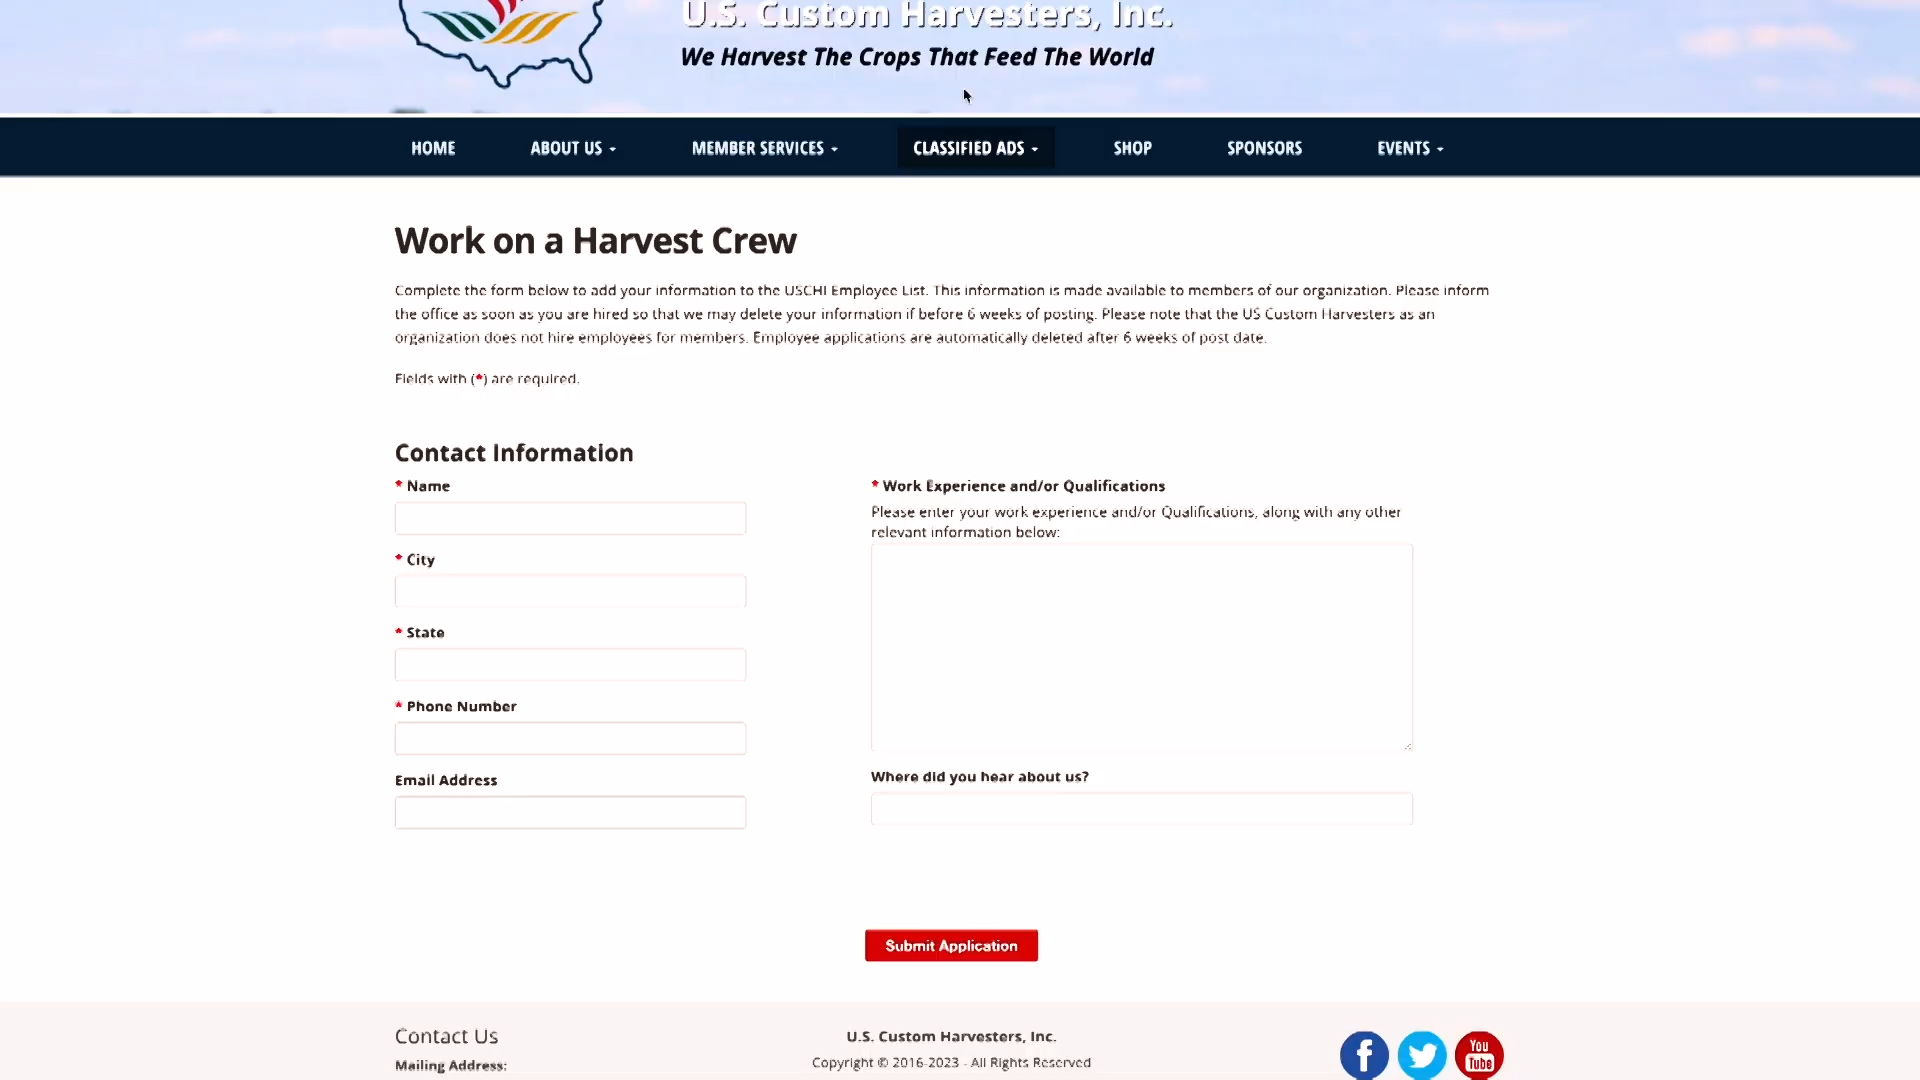 U.S. Custom Harvesters, Inc.
We Harvest The Crops That Feed The World
HOME ABOUT US MEMBER SERVICES CLASSIFIED ADS SHOP SPONSORS EVENTS
Work on a Harvest Crew
Complete the form below to add your information to the USCHI Employee List. This information is made available to members of our organization. Please inform
the office as soon as you are hired so that we may delete your information if before 6 weeks of posting. Please note that the US Custom Harvesters as an
organization does not hire employees for members. Employee applications are automatically deleted after 6 weeks of post date.
Fields with (*) are required.
Contact Information
* Name
* City
* State
* Phone Number
Email Address
* Work Experience and/or Qualifications
Please enter your work experience and/or Qualifications, along with any other
relevant information below:
Where did you hear about us?
Submit Application
Contact Us
Mailing Address:
U.S. Custom Harvesters, Inc.
Copyright © 2016-2023 - All Rights Reserved
You
Tube